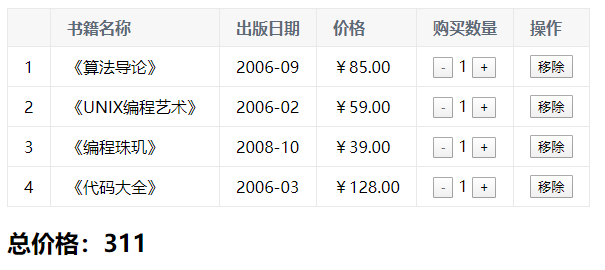 书籍名称 出版日期 价格 购买数量 操作
1 《算法导论》 2006-09 ￥85.00 - 1 + 移除
2 《UNIX编程艺术》 2006-02 ￥59.00 - 1 + 移除
3 《编程珠玑》 2008-10 ￥39.00 - 1 + 移除
4 《代码大全》 2006-03 ￥128.00 - 1 + 移除
总价格：311